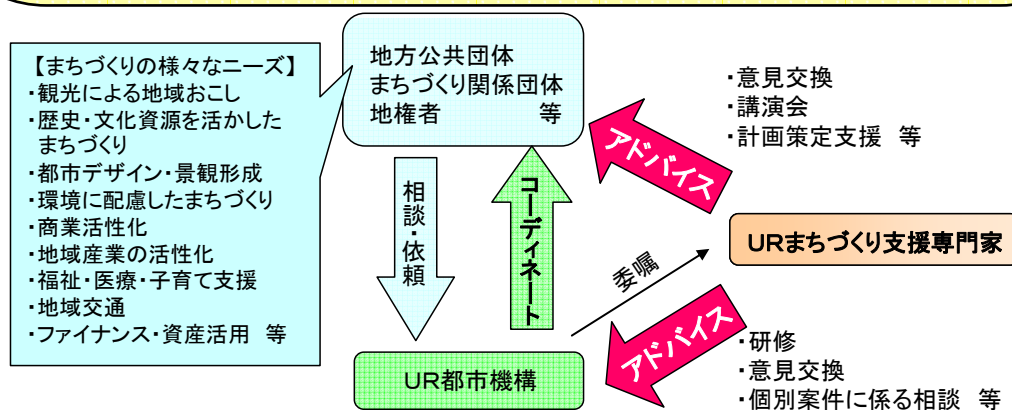 【まちづくりの様々なニーズ】
・観光による地域おこし
・歴史・文化資源を活かした
まちづくり
・都市デザイン・景観形成
・環境に配慮したまちづくり
・商業活性化
・地域産業の活性化
・福祉・医療・子育て支援
・地域交通
・ファイナンス・資産活用 等
地方公共団体
まちづくり関係団体
地権者 等
・意見交換
・講演会
・計画策定支援 等
アドバイス
相談・依頼
コーディネート
URまちづくり支援専門家
委嘱
アドバイス
UR都市機構
・研修
・意見交換
・個別案件に係る相談 等